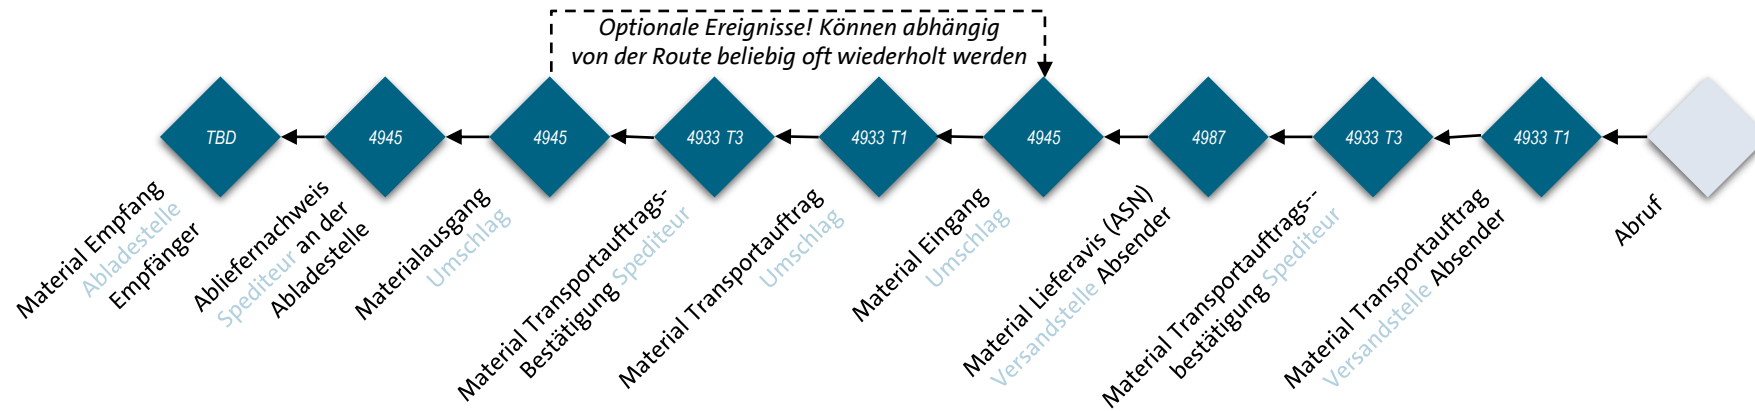 Optionale Ereignisse! Können abhängig
von der Route beliebig oft wiederholt werden
TBD
4945
4945
4933 T3
4933 T1
4945
4987
4933 T3
4933 T1
Material Empfang
Abladestelle
Empfänger
Abliefernachweis
Spediteur an der
Abladestelle
Materialausgang
Umschlag
Material Transportauftrags-
Bestätigung Spediteur
Material Transportauftrag
Umschlag
Material Eingang
Umschlag
Material Lieferavis (ASN)
Versandstelle Absender
Material Transportauftrags--
bestätigung Spediteur
Material Transportauftrag
Versandstelle Absender
Abruf